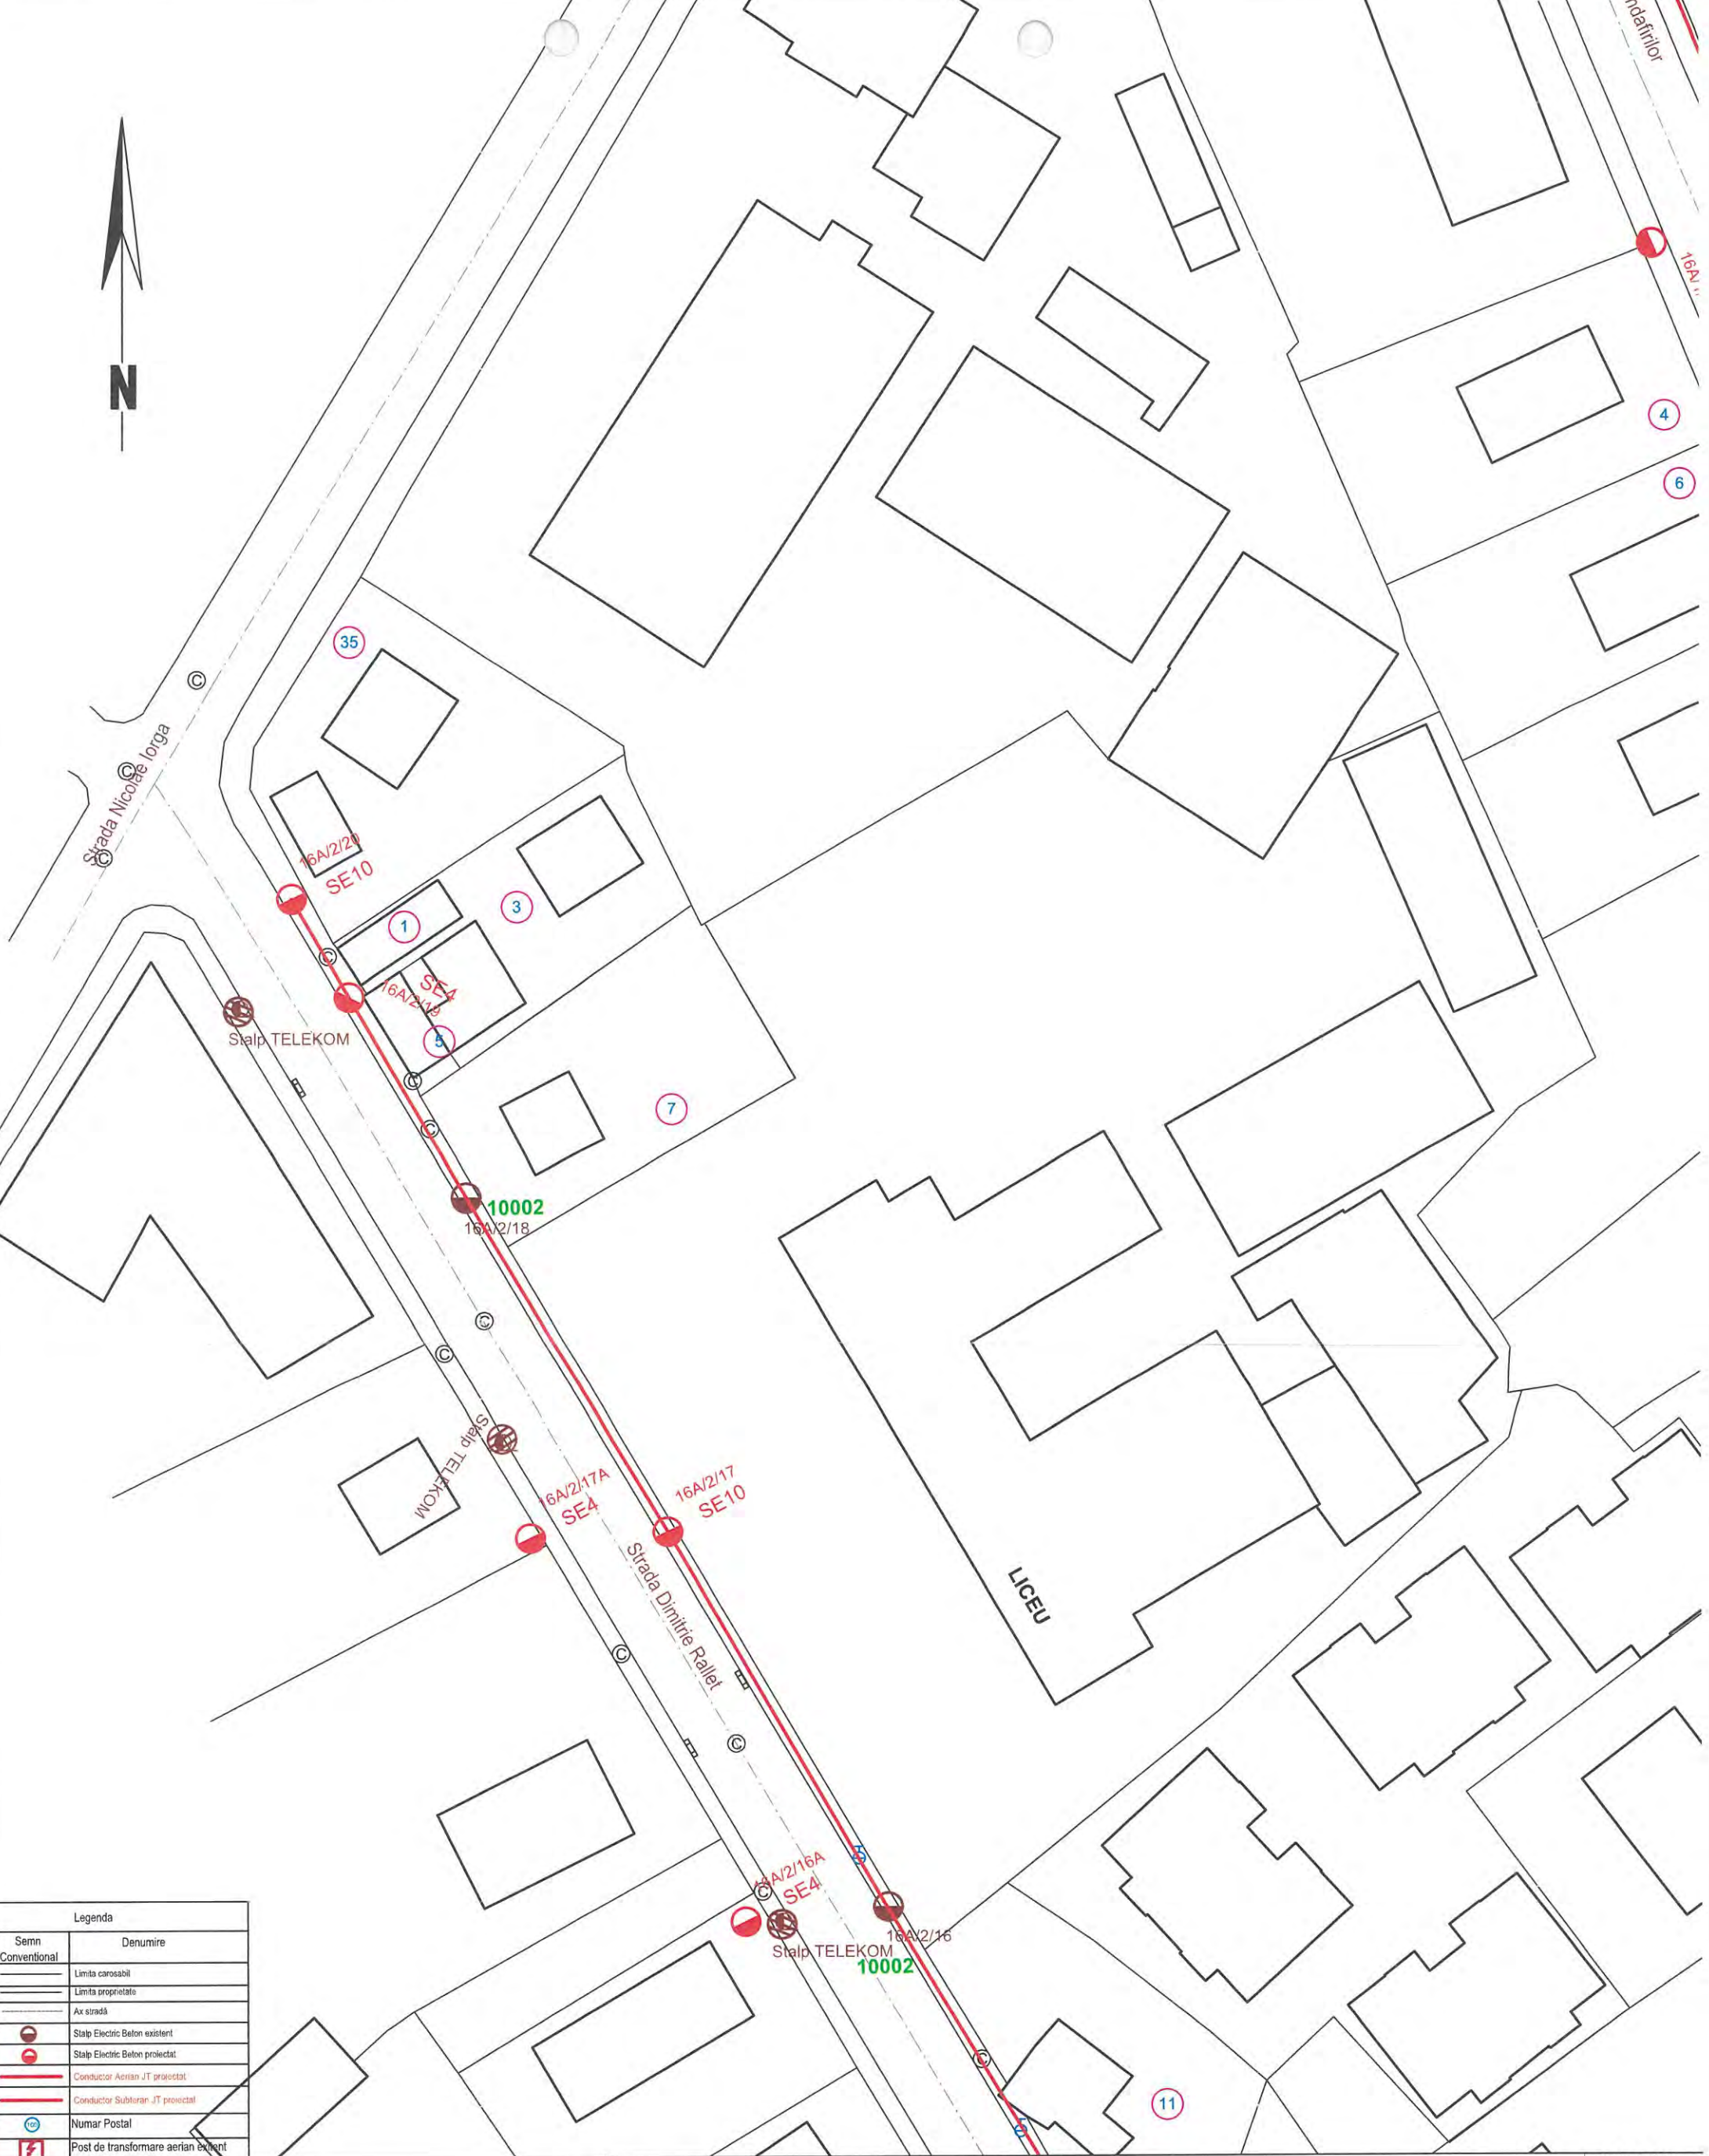 ndafirilor
16A/1
N
4
6
35
Strada Nicolae Iorga
16A/2/20
SE10
1
3
SE4
16A/2/19
Stalp TELEKOM
5
7
10002
16A/2/18
Stalp TELEKOM
16A/2/17A
SE4
16A/2/17
SE10
Strada Dimitrie Rallet
LICEU
16A/2/16A
SE4
16A/2/16
Stalp TELEKOM
10002
11
Legenda
Semn Conventional
Denumire
Limita carosabil
Limita proprietate
Ax stradă
Stalp Electric Beton existent
Stalp Electric Beton proiectat
Conductor Aerian JT proiectat
Conductor Subteran JT proiectat
Numar Postal
Post de transformare aerian existent